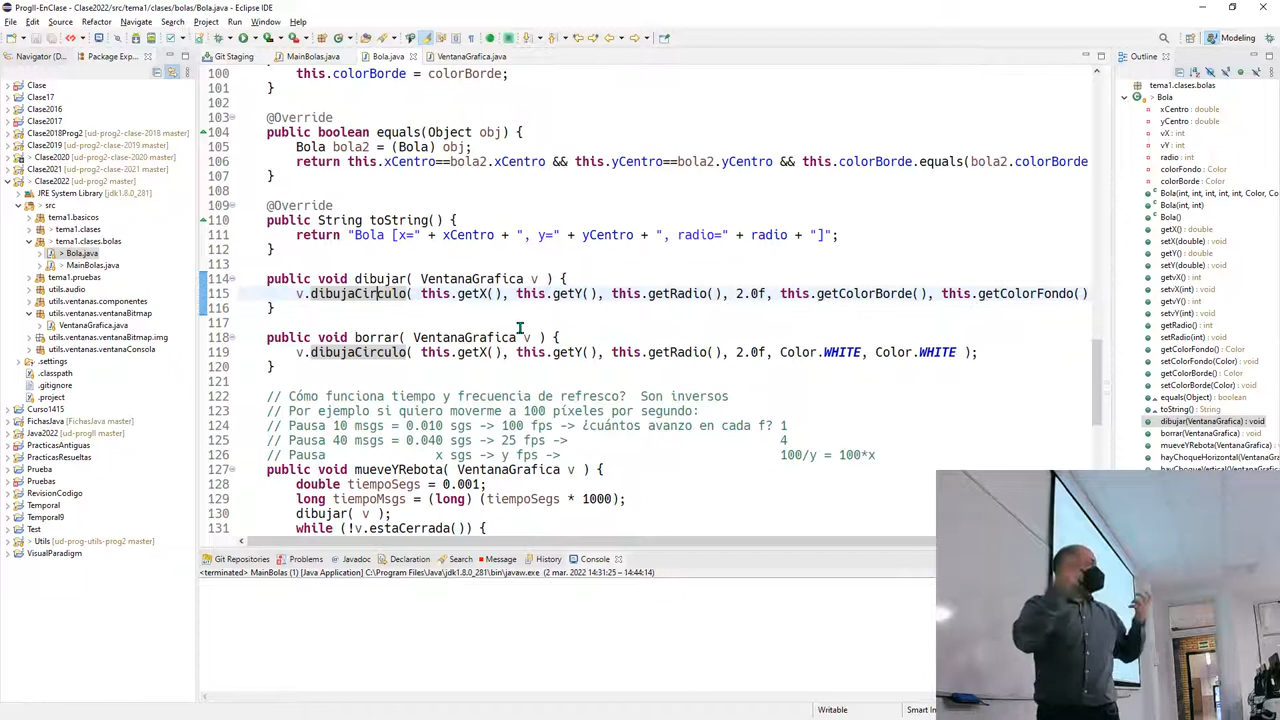 ProgII-EnClase - Clase2022/src/tema1/clases/bolas/Bola.java - Eclipse IDE
File Edit Source Refactor Navigate Search Project Run Window Help
Modeling
Navigator (D... Package Exp...
Git Staging MainBolas.java Bola.java VentanaGrafica.java
Outline
Clase
Clase17
Clase2016
Clase2018Prog2 [ud-prog2-clase-2018 master]
Clase2019 [ud-prog2-clase-2019 master]
> Clase2020 [ud-prog2-clase-2020 master]
Clase2021 [ud-prog2-clase-2021 master]
> Clase2022 [ud-prog2 master]
JRE System Library [jdk1.8.0_281]
> src
tema1.basicos
> tema1.clases
> tema1.clases.bolas
> Bola.java
> MainBolas.java
tema1.pruebas
utils.audio
utils.ventanas.componentes
utils.ventanas.ventanaBitmap
VentanaGrafica.java
utils.ventanas.ventanaBitmap.img
utils.ventanas.ventanaConsola
.classpath
.gitignore
.project
Curso1415
FichasJava [master]
Java2022 [ud-progII master]
PracticasAntiguas
PracticasResueltas
Prueba
Pruebas
RevisionCodigo
Temporal
Temporal9
Test
> Utils [ud-prog-utils-prog2 master]
VisualParadigm
100 this.colorBorde = colorBorde;
101 }
102
103 @Override
104 public boolean equals(Object obj) {
105 Bola bola2 = (Bola) obj;
106 return this.xCentro==bola2.xCentro && this.yCentro==bola2.yCentro && this.colorBorde.equals(bola2.colorBorde
107 }
108
109 @Override
110 public String toString() {
111 return "Bola [x=" + xCentro + ", y=" + yCentro + ", radio=" + radio + "]";
112 }
113
114 public void dibujar( VentanaGrafica v ) {
115 v.dibujaCirculo( this.getX(), this.getY(), this.getRadio(), 2.0f, this.getColorBorde(), this.getColorFondo()
116 }
117
118 public void borrar( VentanaGrafica v ) {
119 v.dibujaCirculo( this.getX(), this.getY(), this.getRadio(), 2.0f, Color.WHITE, Color.WHITE );
120 }
121
122 // Cómo funciona tiempo y frecuencia de refresco? Son inversos
123 // Por ejemplo si quiero moverme a 100 píxeles por segundo:
124 // Pausa 10 msgs = 0.010 sgs -> 100 fps -> ¿cuántos avanzo en cada f? 1
125 // Pausa 40 msgs = 0.040 sgs -> 25 fps -> 4
126 // Pausa x sgs -> y fps -> 100/y = 100*x
127 public void mueveYRebota( VentanaGrafica v ) {
128 double tiempoSegs = 0.001;
129 long tiempoMsgs = (long) (tiempoSegs * 1000);
130 dibujar( v );
131 while (!v.estaCerrada()) {
tema1.clases.bolas
Bola
xCentro : double
yCentro : double
vX : int
vY : int
radio : int
colorFondo : Color
colorBorde : Color
Bola(int, int, int, int, int, Color, Co
Bola(int, int)
Bola()
getX() : double
setX(double) : void
getY() : double
setY(double) : void
getvX() : int
setvX(int) : void
getvY() : int
setvY(int) : void
getRadio() : int
setRadio(int) : void
getColorFondo() : Color
setColorFondo(Color) : void
getColorBorde() : Color
setColorBorde(Color) : void
equals(Object) : boolean
toString() : String
dibujar(VentanaGrafica) : void
borrar(VentanaGrafica) : void
mueveYRebota(VentanaGrafica) :
hayChoqueHorizontal(VentanaGra
Git Repositories Problems Javadoc Declaration Search Message History Console
<terminated> MainBolas (1) [Java Application] C:\Program Files\Java\jdk1.8.0_281\bin\javaw.exe (2 mar. 2022 14:31:25 – 14:44:14)
Writable Smart In